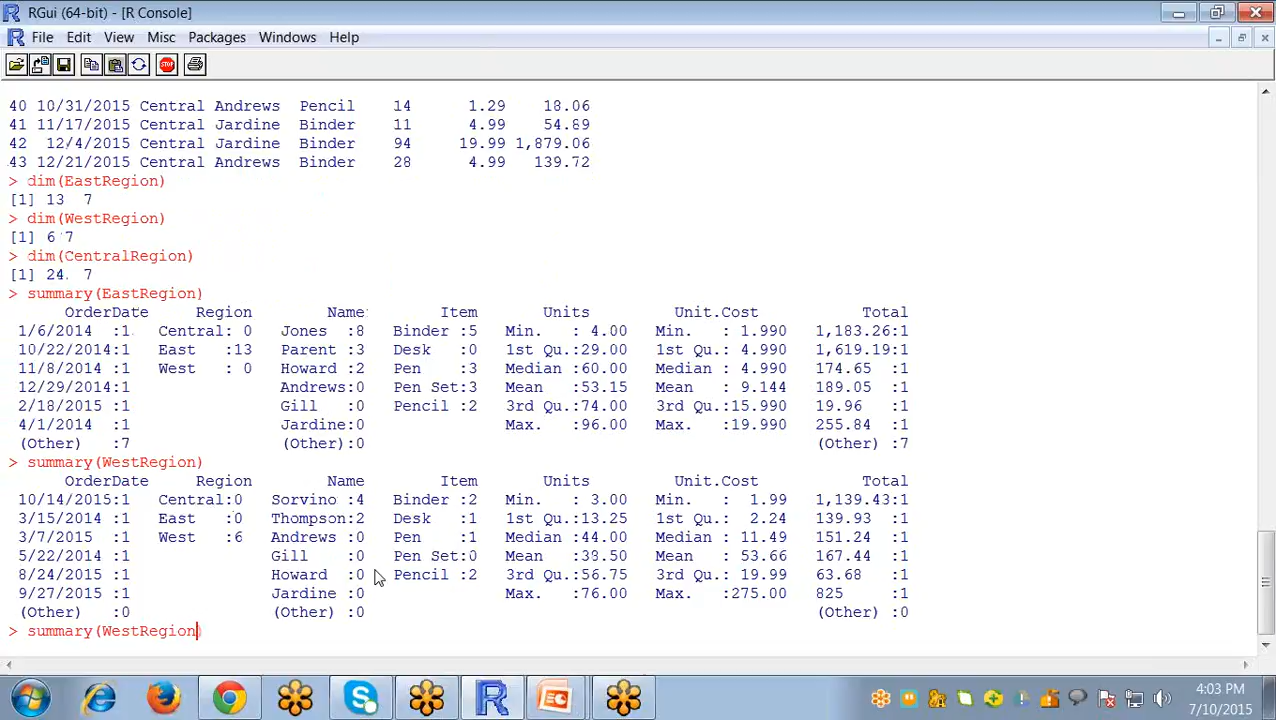 RGui (64-bit) - [R Console]
File Edit View Misc Packages Windows Help
STOP
40 10/31/2015 Central Andrews Pencil 14 1.29 18.06
41 11/17/2015 Central Jardine Binder 11 4.99 54.89
42 12/4/2015 Central Jardine Binder 94 19.99 1,879.06
43 12/21/2015 Central Andrews Binder 28 4.99 139.72
> dim(EastRegion)
[1] 13 7
> dim(WestRegion)
[1] 6 7
> dim(CentralRegion)
[1] 24 7
> summary(EastRegion)
OrderDate Region Name Item Units Unit.Cost Total
1/6/2014 :1 Central: 0 Jones :8 Binder :5 Min. : 4.00 Min. : 1.990 1,183.26:1
10/22/2014:1 East :13 Parent :3 Desk :0 1st Qu.:29.00 1st Qu.: 4.990 1,619.19:1
11/8/2014 :1 West : 0 Howard :2 Pen :3 Median :60.00 Median : 4.990 174.65 :1
12/29/2014:1 Andrews:0 Pen Set:3 Mean :53.15 Mean : 9.144 189.05 :1
2/18/2015 :1 Gill :0 Pencil :2 3rd Qu.:74.00 3rd Qu.:15.990 19.96 :1
4/1/2014 :1 Jardine:0 Max. :96.00 Max. :19.990 255.84 :1
(Other) :7 (Other):0 (Other) :7
> summary(WestRegion)
OrderDate Region Name Item Units Unit.Cost Total
10/14/2015:1 Central:0 Sorvino :4 Binder :2 Min. : 3.00 Min. : 1.99 1,139.43:1
3/15/2014 :1 East :0 Thompson:2 Desk :1 1st Qu.:13.25 1st Qu.: 2.24 139.93 :1
3/7/2015 :1 West :6 Andrews :0 Pen :1 Median :44.00 Median : 11.49 151.24 :1
5/22/2014 :1 Gill :0 Pen Set:0 Mean :38.50 Mean : 53.66 167.44 :1
8/24/2015 :1 Howard :0 Pencil :2 3rd Qu.:56.75 3rd Qu.: 19.99 63.68 :1
9/27/2015 :1 Jardine :0 Max. :76.00 Max. :275.00 825 :1
(Other) :0 (Other) :0 (Other) :0
> summary(WestRegion)
4:03 PM
7/10/2015